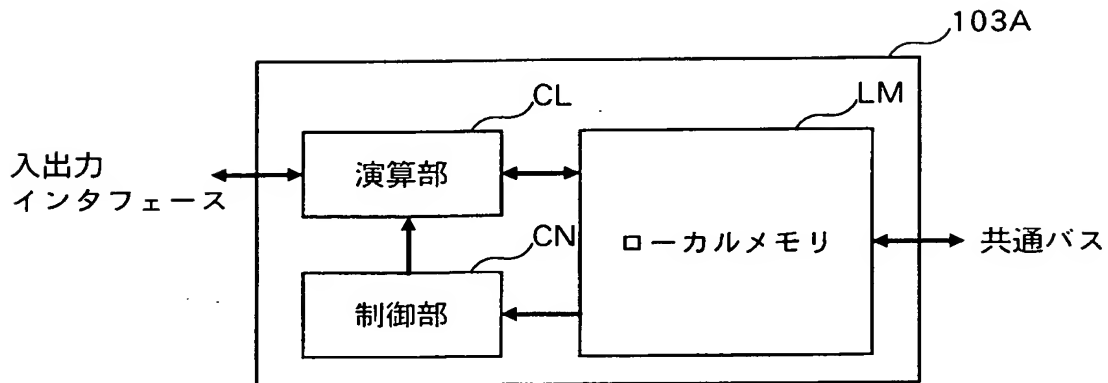 103A
CL
LM
入出力
インタフェース
演算部
ローカルメモリ
共通バス
CN
制御部